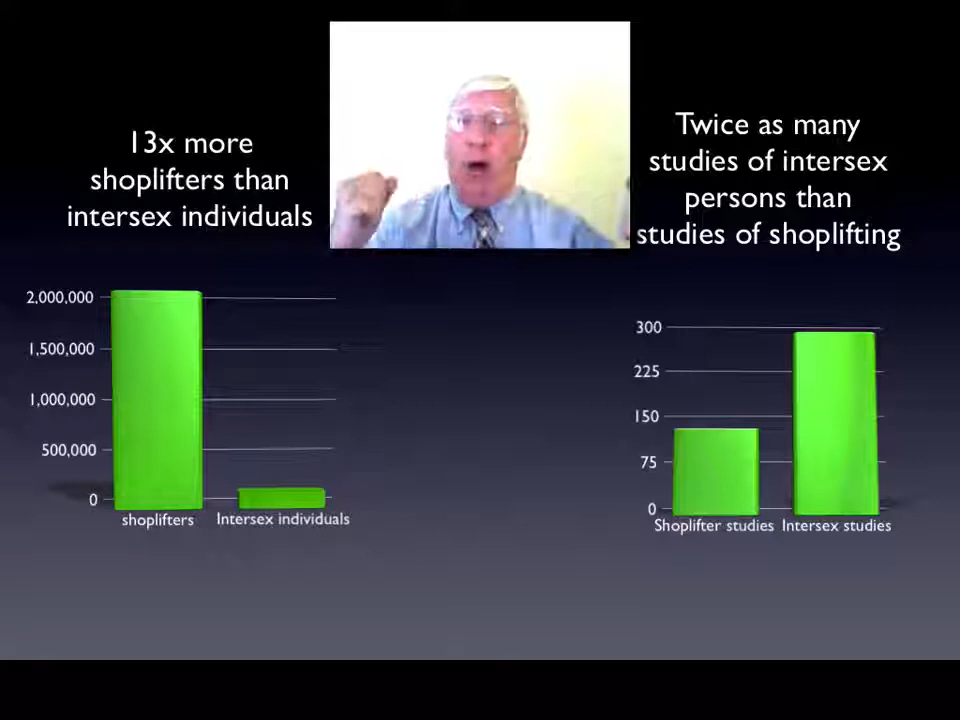 13x more
shoplifters than
intersex individuals
Twice as many
studies of intersex
persons than
studies of shoplifting
2,000,000
1,500,000
1,000,000
500,000
0
shoplifters
Intersex individuals
300
225
150
75
0
Shoplifter studies
Intersex studies